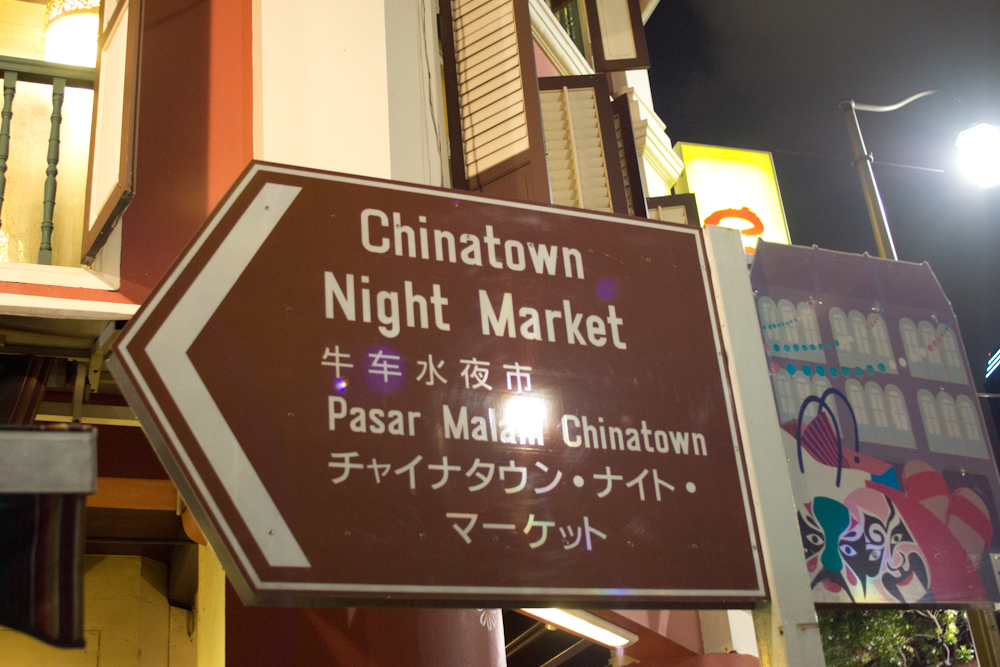 Chinatown
Night Market
牛车水夜市
Pasar Malam Chinatown
チャイナタウン・ナイト・
マーケット